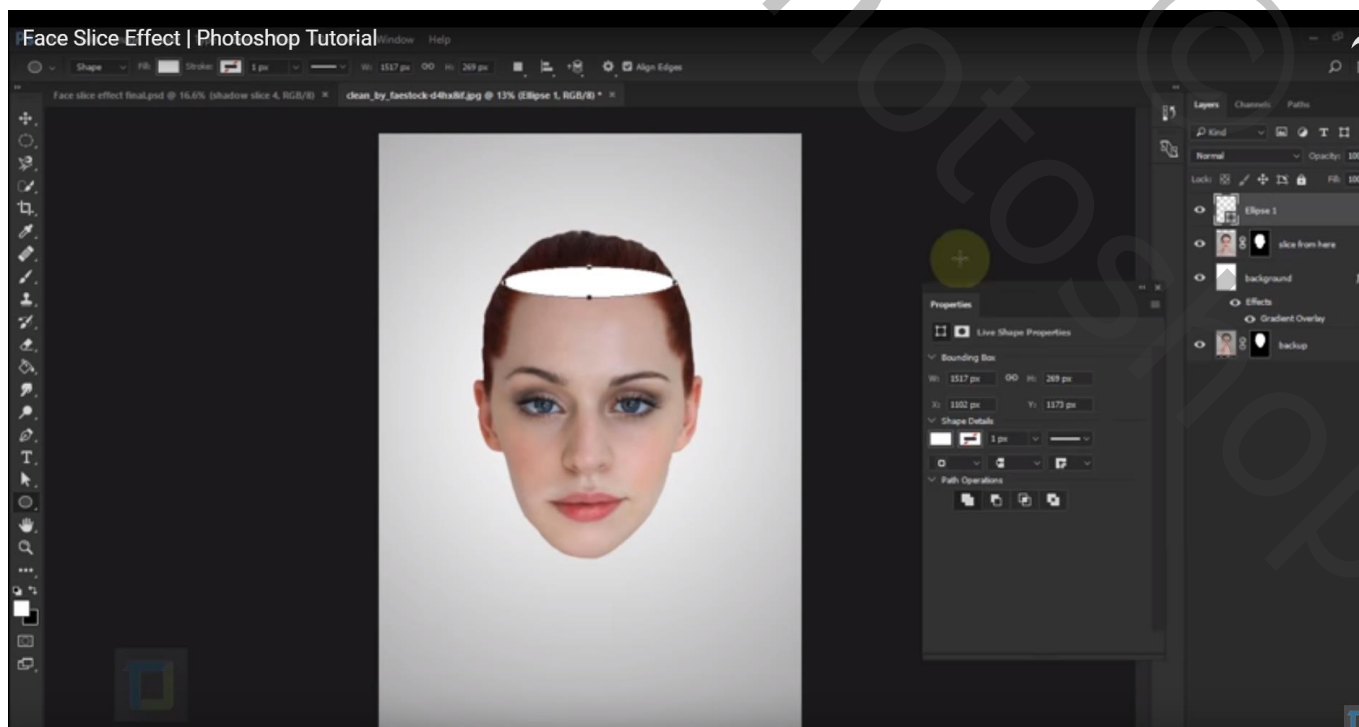 Face Slice Effect | Photoshop Tutorial
Window Help
Shape Fill: Stroke: 1 px W: 1517 px H: 269 px Align Edges
Face slice effect final.psd @ 16.6% (shadow slice 4, RGB/8) × clean_by_faestock-d4hx8if.jpg @ 13% (Ellipse 1, RGB/8) * ×
Layers Channels Paths
Kind
Normal Opacity: 100
Lock: Fill: 100
Ellipse 1
slice from here
background
Effects
Gradient Overlay
backup
Properties
Live Shape Properties
Bounding Box
W: 1517 px H: 269 px
X: 1102 px Y: 1173 px
Shape Details
1 px
Path Operations
©